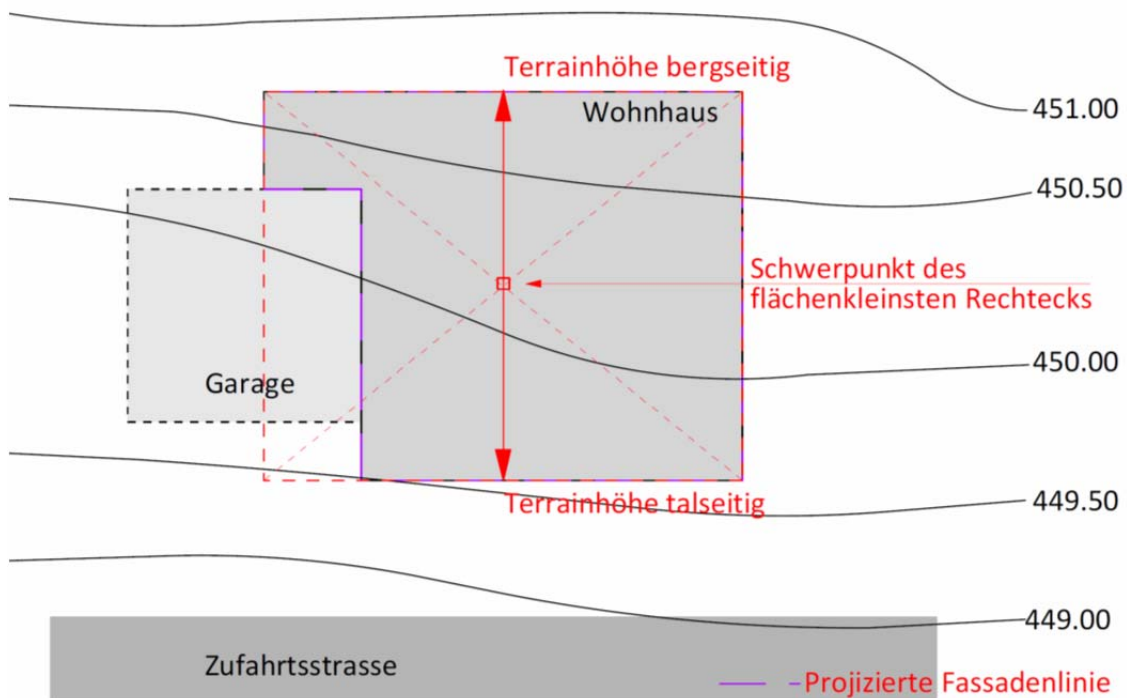 Terrainhöhe bergseitig
Wohnhaus
451.00
450.50
Schwerpunkt des
flächenkleinsten Rechtecks
450.00
Garage
Terrainhöhe talseitig
449.50
449.00
Zufahrtsstrasse
Projizierte Fassadenlinie